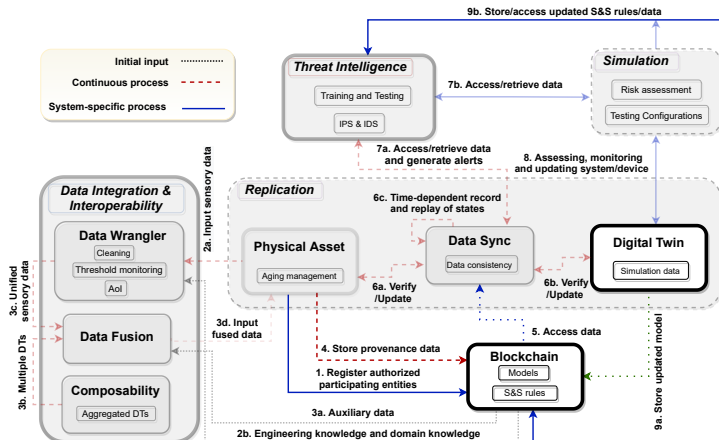 9b. Store/access updated S&S rules/data
Initial input
Continuous process
System-specific process
Threat Intelligence
Training and Testing
IPS & IDS
7b. Access/retrieve data
Simulation
Risk assessment
Testing Configurations
7a. Access/retrieve data
and generate alerts
8. Assessing, monitoring
and updating system/device
Data Integration &
Interoperability
Data Wrangler
Cleaning
Threshold monitoring
AoI
Data Fusion
Composability
Aggregated DTs
3c. Unified
sensory data
3b. Multiple DTs
2a. Input sensory data
3d. Input
fused data
Replication
Physical Asset
Aging management
6c. Time-dependent record
and replay of states
Data Sync
Data consistency
6a. Verify
/Update
6b. Verify
/Update
Digital Twin
Simulation data
5. Access data
4. Store provenance data
1. Register authorized
participating entities
Blockchain
Models
S&S rules
9a. Store updated model
3a. Auxiliary data
2b. Engineering knowledge and domain knowledge